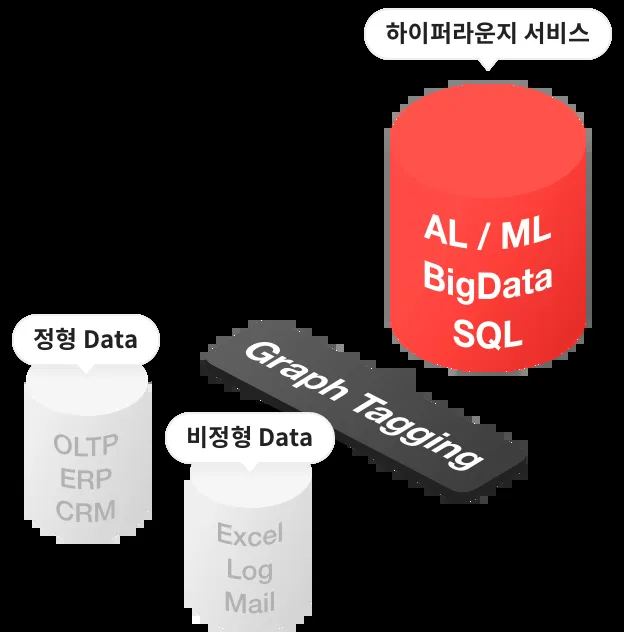 하이퍼라운지 서비스
AL / ML
BigData
SQL
Graph Tagging
정형 Data
OLTP
ERP
CRM
비정형 Data
Excel
Log
Mail